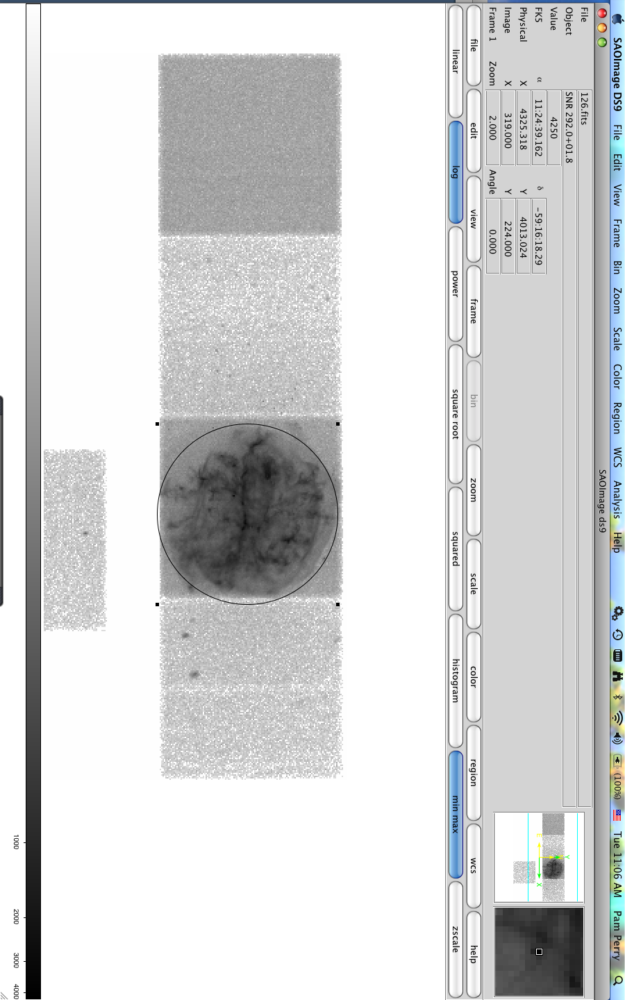 SAOImage DS9 File Edit View Frame Bin Zoom Scale Color Region WCS Analysis Help (100%) Tue 11:06 AM Pam Perry
SAOImage ds9
File 126.fits
Object SNR 292.0+01.8
Value 4250
FK5 α 11:24:39.162 δ -59:16:18.29
Physical X 4325.318 Y 4013.024
Image X 319.000 Y 224.000
Frame 1 Zoom 2.000 Angle 0.000
file edit view frame bin zoom scale color region wcs help
linear log power square root squared histogram min max zscale
Y
E
X
1000 2000 3000 4000